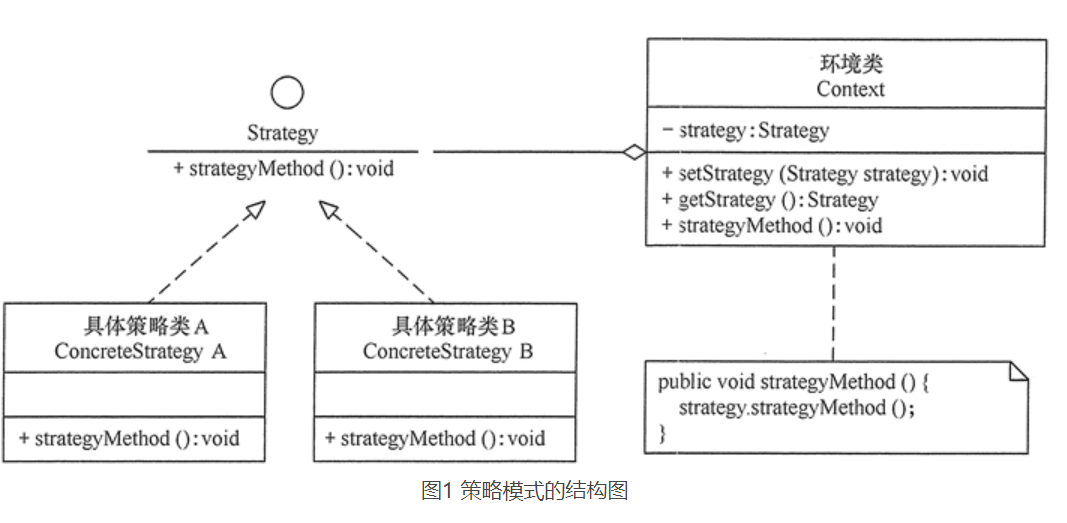 Strategy
+ strategyMethod ():void
环境类
Context
− strategy:Strategy
+ setStrategy (Strategy strategy):void
+ getStrategy ():Strategy
+ strategyMethod ():void
具体策略类A
ConcreteStrategy A
+ strategyMethod ():void
具体策略类B
ConcreteStrategy B
+ strategyMethod ():void
public void strategyMethod () {
strategy.strategyMethod ();
}
图1 策略模式的结构图